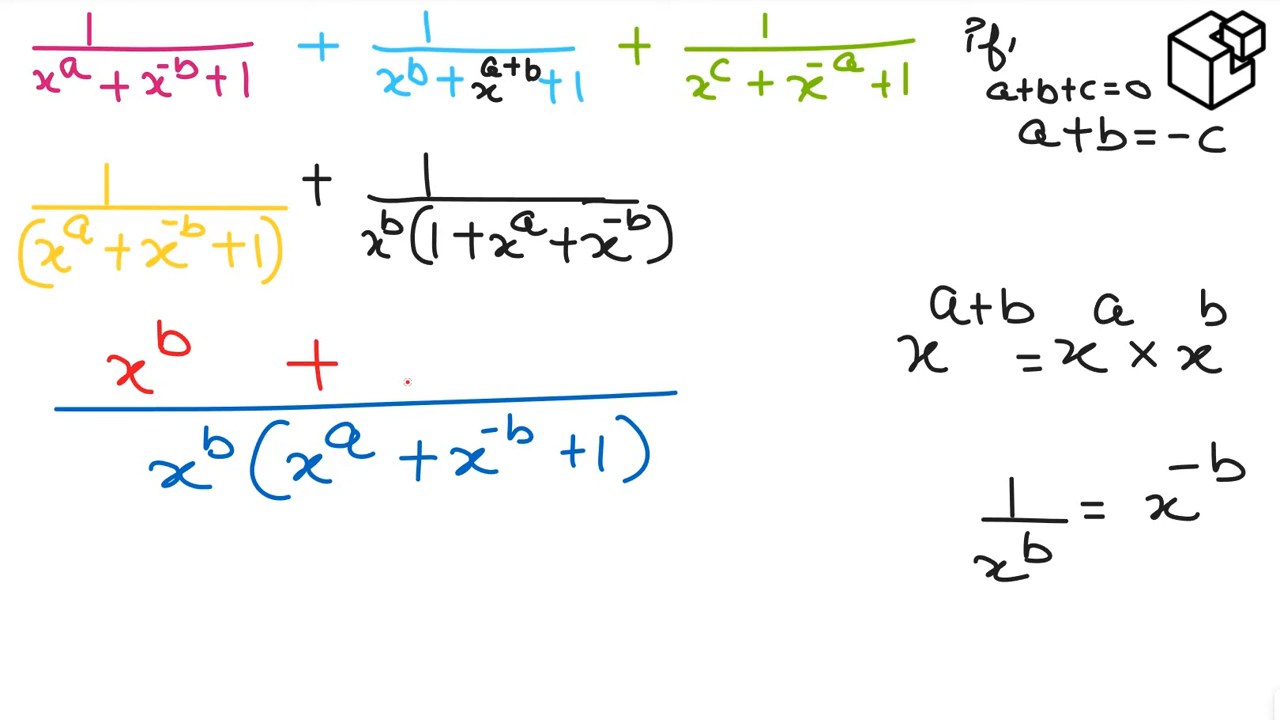 1/(x^a + x^-b + 1) + 1/(x^b + x^(a+b) + 1) + 1/(x^c + x^-a + 1) if,
a+b+c=0
a+b=-c
1/(x^a + x^-b + 1) + 1/(x^b(1 + x^a + x^-b))
x^(a+b) = x^a × x^b
x^b +
x^b(x^a + x^-b + 1)
1/x^b = x^-b